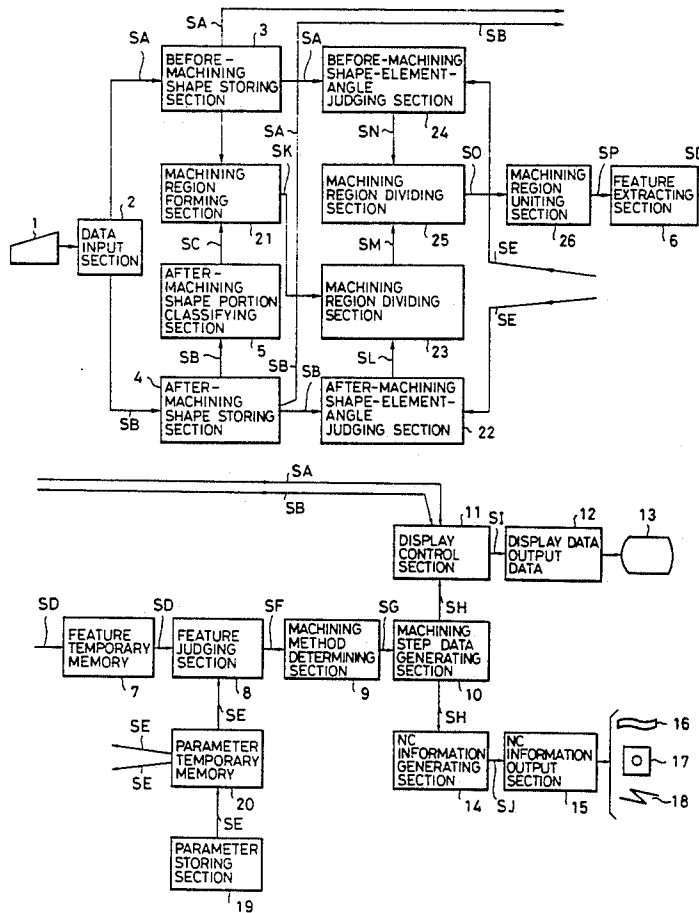 SA
SA
3
SA
SB
BEFORE-
MACHINING
SHAPE STORING
SECTION
BEFORE-MACHINING
SHAPE-ELEMENT-
ANGLE
JUDGING SECTION
SA
SN
24
SK
2
MACHINING
REGION
FORMING
SECTION
MACHINING
REGION DIVIDING
SECTION
SO
MACHINING
REGION
UNITING
SECTION
SP
FEATURE
EXTRACTING
SECTION
SD
1
DATA
INPUT
SECTION
SC
21
SM
25
26
6
SE
AFTER-
MACHINING
SHAPE PORTION
CLASSIFYING
SECTION
MACHINING
REGION DIVIDING
SECTION
SE
SB
5
SB
SL
23
4
SB
SB
AFTER-
MACHINING
SHAPE STORING
SECTION
AFTER-MACHINING
SHAPE-ELEMENT-
ANGLE
JUDGING SECTION
22
SA
SB
11
SI
12
13
DISPLAY
CONTROL
SECTION
DISPLAY DATA
OUTPUT
DATA
SH
SD
SD
SF
SG
FEATURE
TEMPORARY
MEMORY
FEATURE
JUDGING
SECTION
MACHINING
METHOD
DETERMINING
SECTION
MACHINING
STEP DATA
GENERATING
SECTION
7
8
9
10
SE
SH
SE
SE
PARAMETER
TEMPORARY
MEMORY
NC
INFORMATION
GENERATING
SECTION
NC
INFORMATION
OUTPUT
SECTION
16
17
18
20
14
SJ
15
SE
PARAMETER
STORING
SECTION
19